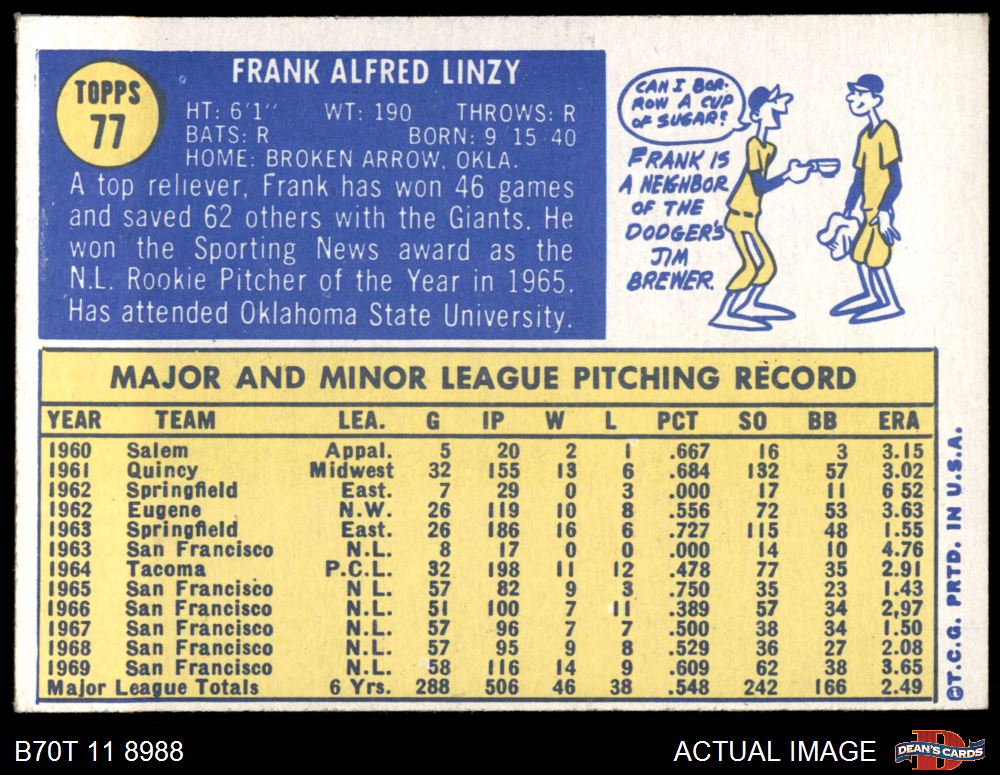 TOPPS
77
FRANK ALFRED LINZY
HT: 6'1" WT: 190 THROWS: R
BATS: R BORN: 9 15 40
HOME: BROKEN ARROW, OKLA.
A top reliever, Frank has won 46 games
and saved 62 others with the Giants. He
won the Sporting News award as the
N.L. Rookie Pitcher of the Year in 1965.
Has attended Oklahoma State University.
CAN I BOR-
ROW A CUP
OF SUGAR?
FRANK IS
A NEIGHBOR
OF THE
DODGER'S
JIM
BREWER.
MAJOR AND MINOR LEAGUE PITCHING RECORD
YEAR TEAM LEA. G IP W L PCT SO BB ERA
1960 Salem Appal. 5 20 2 1 .667 16 3 3.15
1961 Quincy Midwest 32 155 13 6 .684 132 57 3.02
1962 Springfield East. 7 29 0 3 .000 17 11 6 52
1962 Eugene N.W. 26 119 10 8 .556 72 53 3.63
1963 Springfield East. 26 186 16 6 .727 115 48 1.55
1963 San Francisco N.L. 8 17 0 0 .000 14 10 4.76
1964 Tacoma P.C.L. 32 198 11 12 .478 77 35 2.91
1965 San Francisco N L. 57 82 9 3 .750 35 23 1.43
1966 San Francisco N.L. 51 100 7 11 .389 57 34 2,97
1967 San Francisco N.L. 57 96 7 7 .500 38 34 1.50
1968 San Francisco N.L. 57 95 9 8 .529 36 27 2.08
1969 San Francisco N.L. 58 116 14 9 .609 62 38 3.65
Major League Totals 6 Yrs. 288 506 46 38 .548 242 166 2.49
©T.C.G. PRTD. IN U.S.A.
B70T 11 8988
ACTUAL IMAGE
DEAN'S CARDS